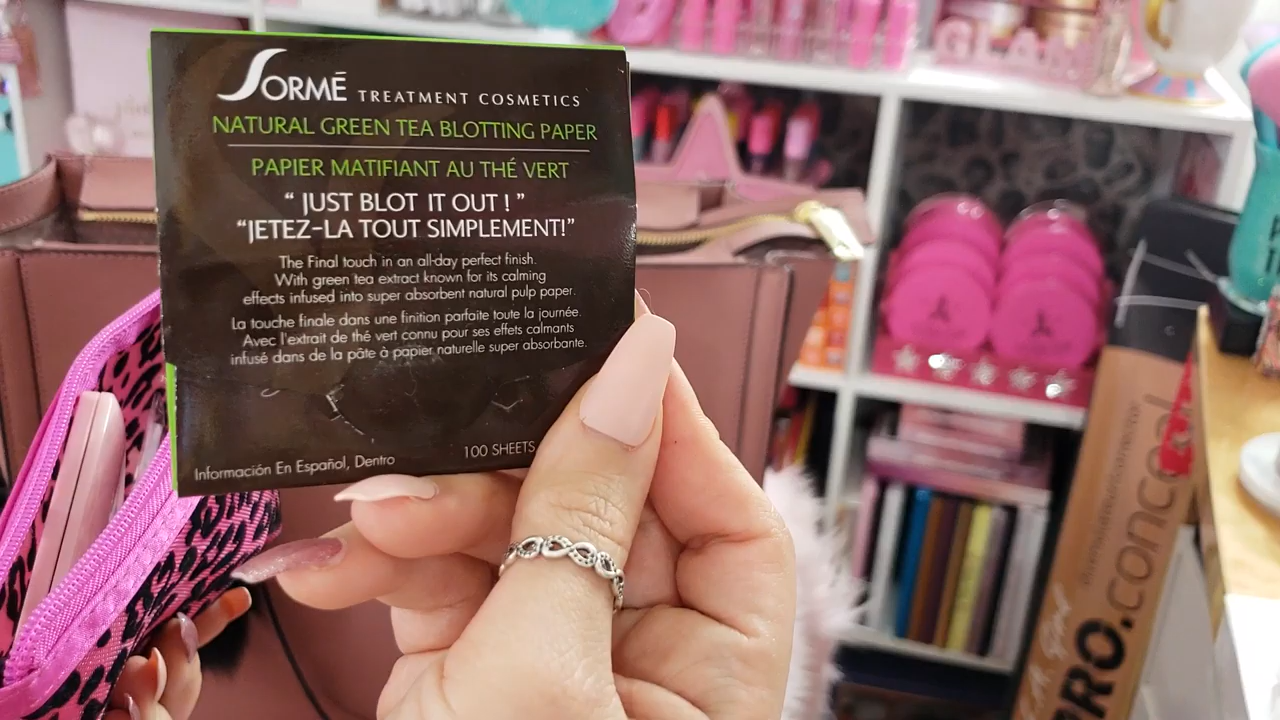 SORMĒ TREATMENT COSMETICS
NATURAL GREEN TEA BLOTTING PAPER
PAPIER MATIFIANT AU THÉ VERT
“ JUST BLOT IT OUT ! ”
“JETEZ-LA TOUT SIMPLEMENT!”
The Final touch in an all-day perfect finish.
With green tea extract known for its calming
effects infused into super absorbent natural pulp paper.
La touche finale dans une finition parfaite toute la journée.
Avec l'extrait de thé vert connu pour ses effets calmants
infusé dans de la pâte à papier naturelle super absorbante.
100 SHEETS
Información En Español, Dentro
GLAM
PRO.conceal